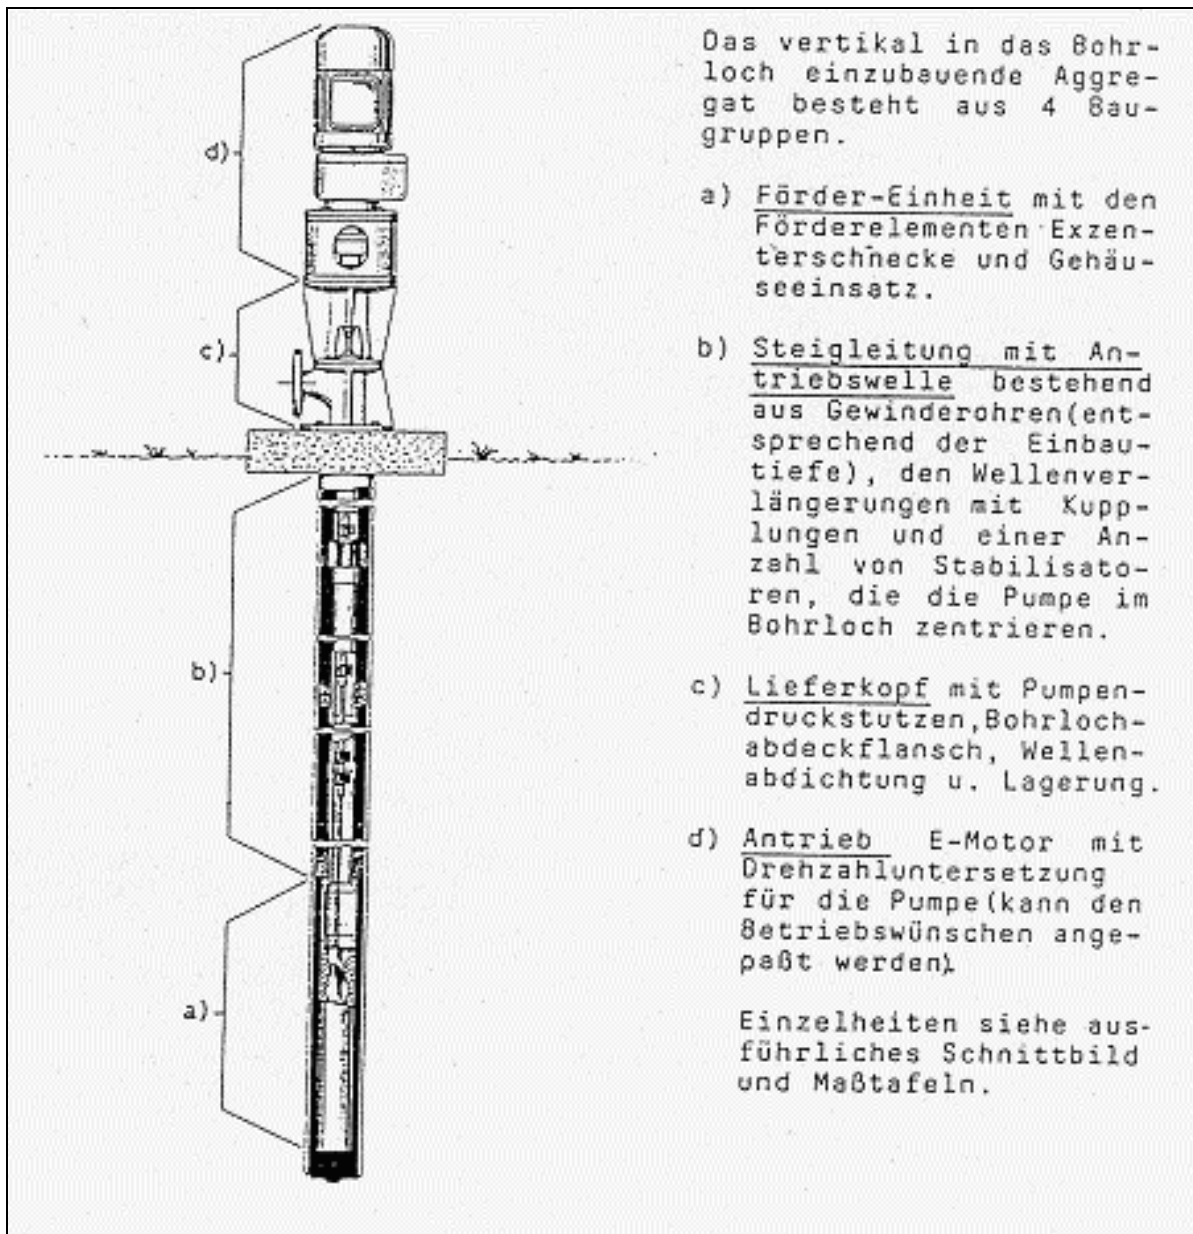 Das vertikal in das Bohr-
loch einzubauende Aggre-
gat besteht aus 4 Bau-
gruppen.
a) Förder-Einheit mit den
Förderelementen Exzen-
terschnecke und Gehäu-
seeinsatz.
b) Steigleitung mit An-
triebswelle bestehend
aus Gewinderohren(ent-
sprechend der Einbau-
tiefe), den Wellenver-
längerungen mit Kupp-
lungen und einer An-
zahl von Stabilisato-
ren, die die Pumpe im
Bohrloch zentrieren.
c) Lieferkopf mit Pumpen-
druckstutzen,Bohrloch-
abdeckflansch, Wellen-
abdichtung u. Lagerung.
d) Antrieb E-Motor mit
Drehzahluntersetzung
für die Pumpe(kann den
Betriebswünschen ange-
paßt werden).
Einzelheiten siehe aus-
führliches Schnittbild
und Maßtafeln.
d)
c)
b)
a)